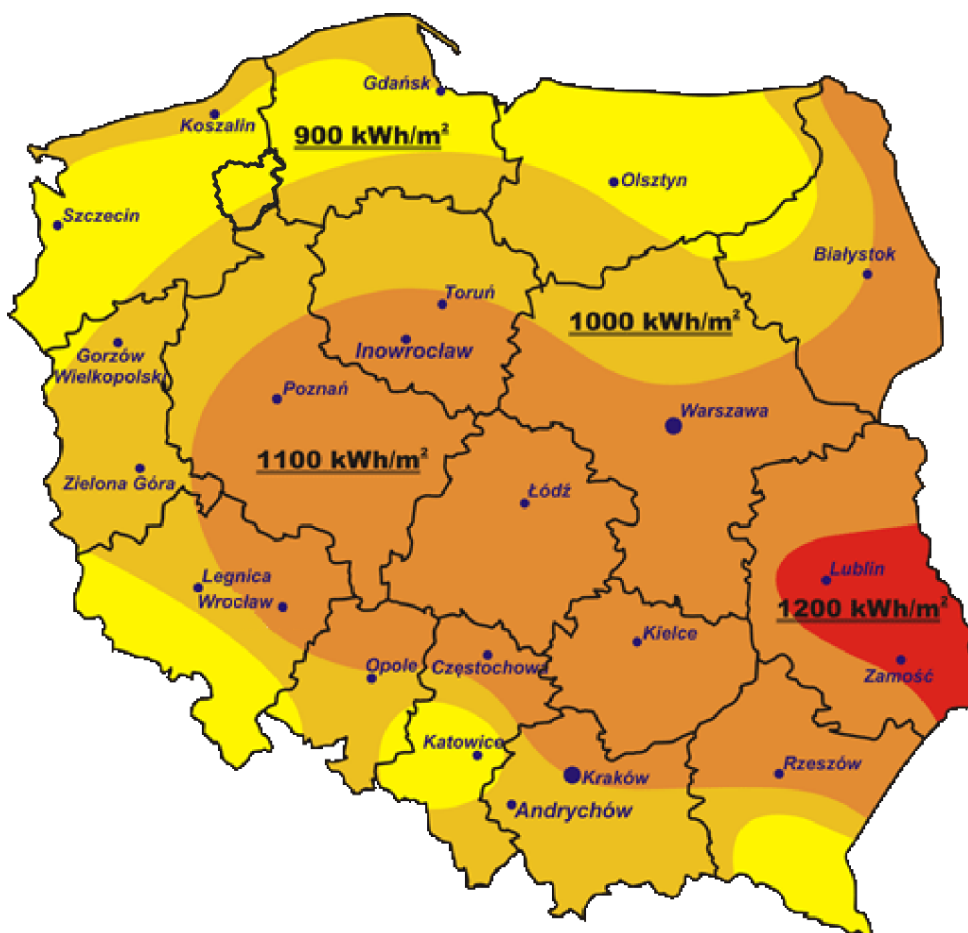 Gdańsk
Koszalin
900 kWh/m²
Olsztyn
Szczecin
Białystok
Toruń
1000 kWh/m²
Gorzów
Wielkopolski
Inowrocław
Poznań
Warszawa
1100 kWh/m²
Zielona Góra
Łódź
Legnica
Wrocław
Lublin
1200 kWh/m²
Kielce
Opole
Częstochowa
Zamość
Katowice
Kraków
Rzeszów
Andrychów